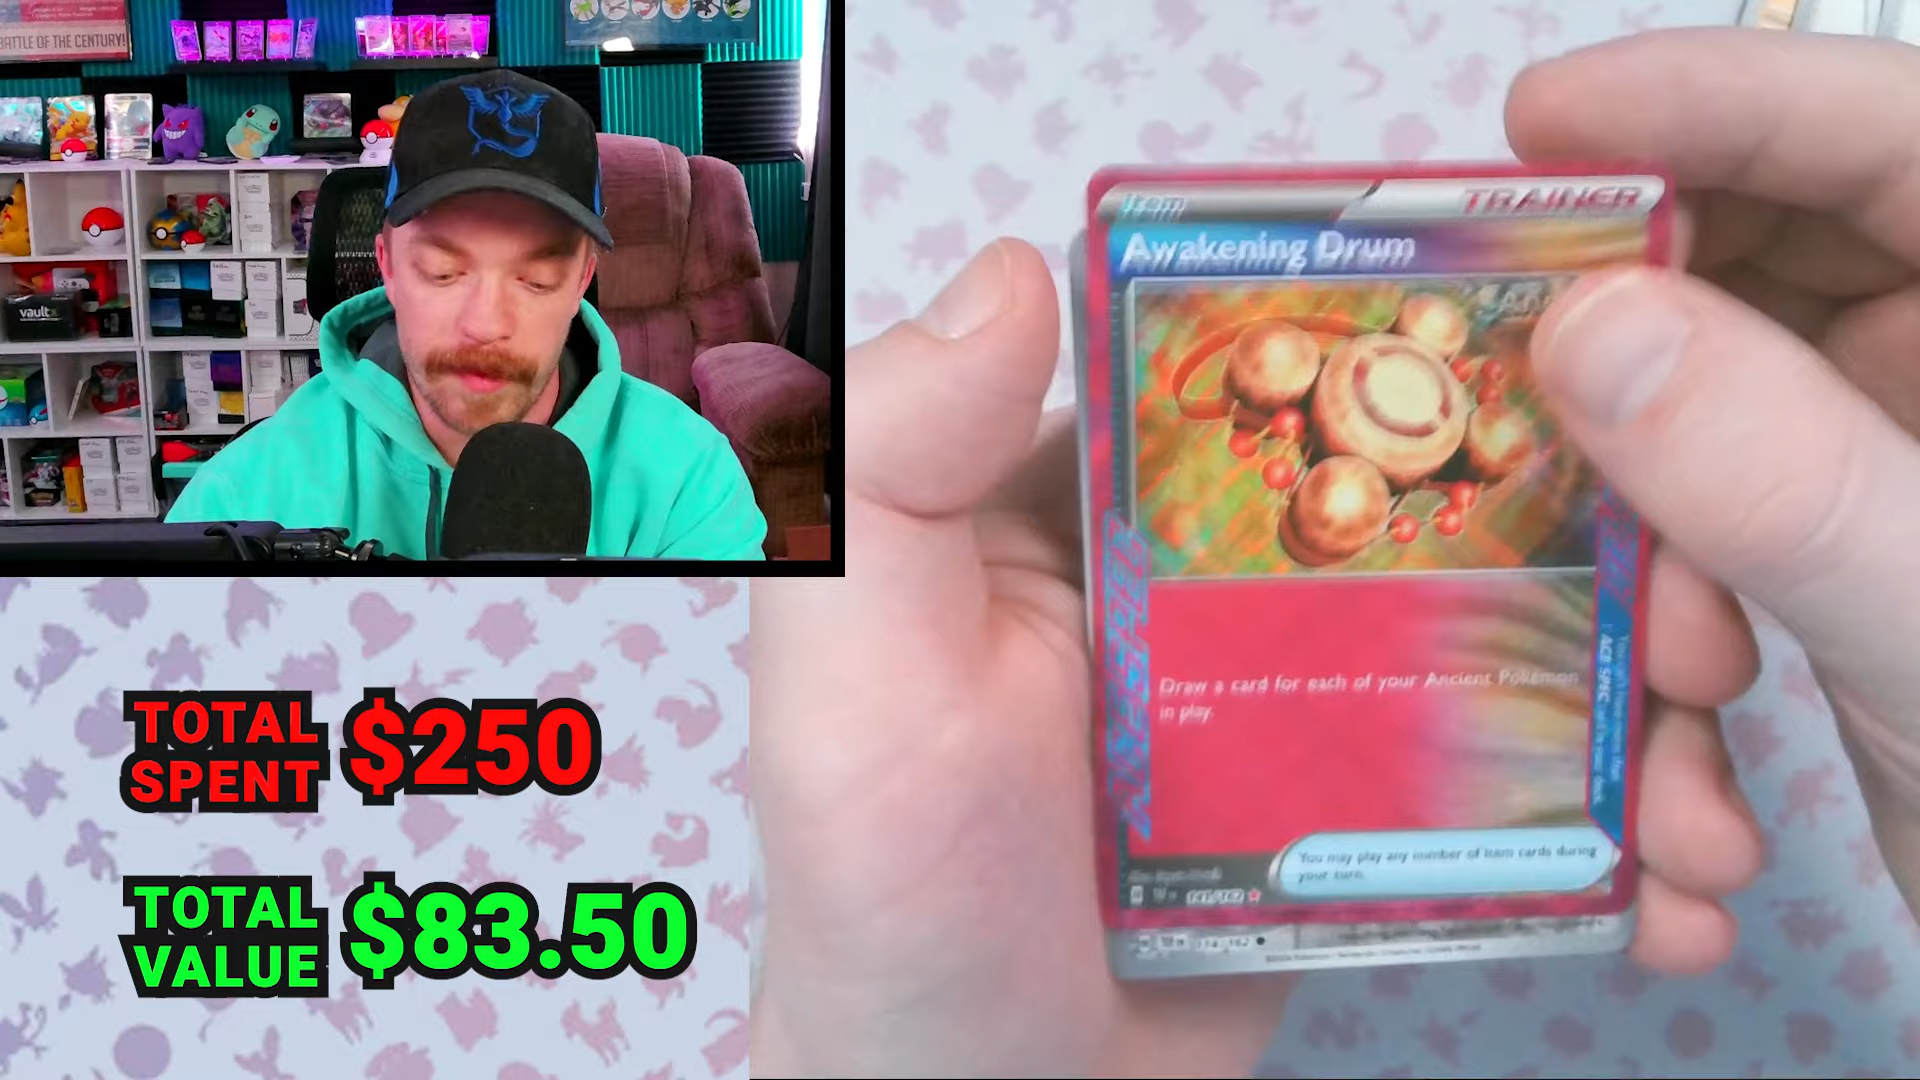 BATTLE OF THE CENTURY!
vault
Item
TRAINER
Awakening Drum
Draw a card for each of your Ancient Pokémon
in play.
ACE SPEC
You may play any number of Item cards during
your turn.
141/162
TOTAL
SPENT
$250
TOTAL
VALUE
$83.50